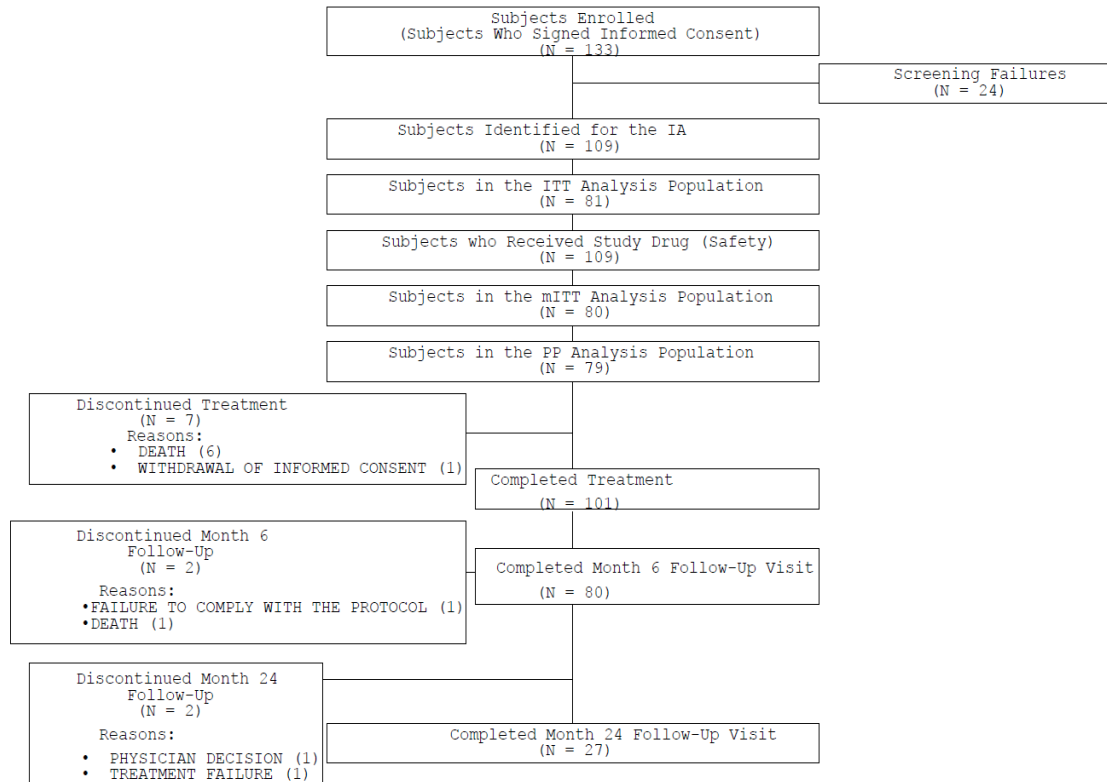 Subjects Enrolled
(Subjects Who Signed Informed Consent)
(N = 133)
Screening Failures
(N = 24)
Subjects Identified for the IA
(N = 109)
Subjects in the ITT Analysis Population
(N = 81)
Subjects who Received Study Drug (Safety)
(N = 109)
Subjects in the mITT Analysis Population
(N = 80)
Subjects in the PP Analysis Population
(N = 79)
Discontinued Treatment
(N = 7)
Reasons:
• DEATH (6)
• WITHDRAWAL OF INFORMED CONSENT (1)
Completed Treatment
(N = 101)
Discontinued Month 6
Follow-Up
(N = 2)
Reasons:
•FAILURE TO COMPLY WITH THE PROTOCOL (1)
•DEATH (1)
Completed Month 6 Follow-Up Visit
(N = 80)
Discontinued Month 24
Follow-Up
(N = 2)
Reasons:
• PHYSICIAN DECISION (1)
• TREATMENT FAILURE (1)
Completed Month 24 Follow-Up Visit
(N = 27)